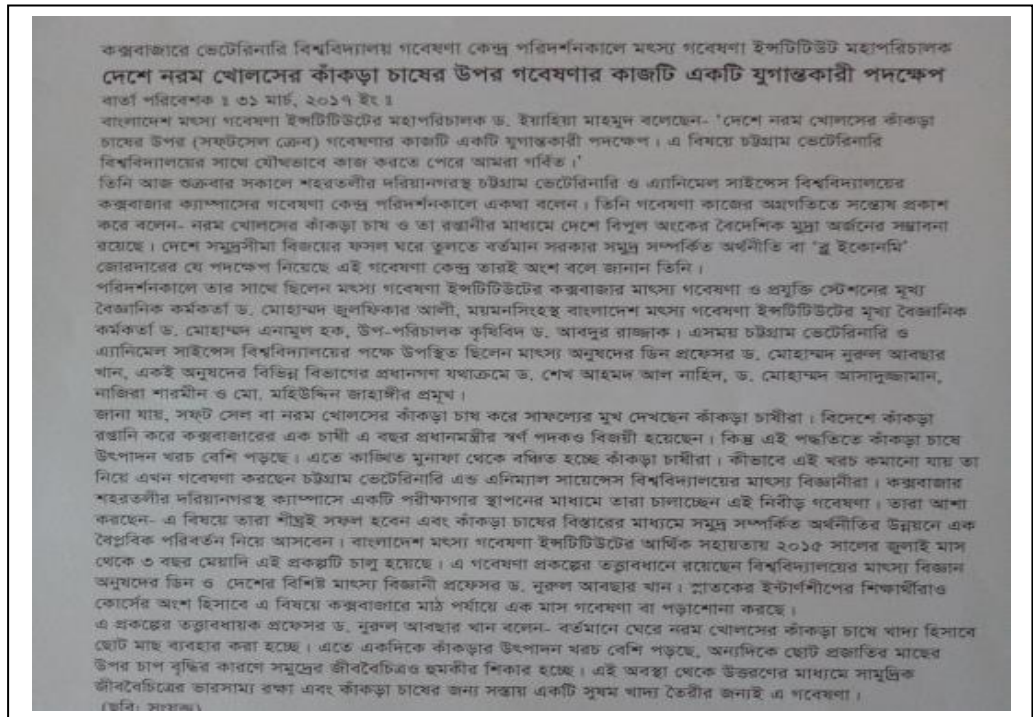 কক্সবাজারে ভেটেরিনারি বিশ্ববিদ্যালয় গবেষণা কেন্দ্র পরিদর্শনকালে মৎস্য গবেষণা ইন্সটিটিউট মহাপরিচালক
দেশে নরম খোলসের কাঁকড়া চাষের উপর গবেষণার কাজটি একটি যুগান্তকারী পদক্ষেপ
বার্তা পরিবেশক ঃ ৩১ মার্চ, ২০১৭ ইং ঃ
বাংলাদেশ মৎস্য গবেষণা ইন্সটিটিউটের মহাপরিচালক ড. ইয়াহিয়া মাহমুদ বলেছেন- 'দেশে নরম খোলসের কাঁকড়া
চাষের উপর (সফ্টসেল ক্রেব) গবেষণার কাজটি একটি যুগান্তকারী পদক্ষেপ। এ বিষয়ে চট্টগ্রাম ভেটেরিনারি
বিশ্ববিদ্যালয়ের সাথে যৌথভাবে কাজ করতে পেরে আমরা গর্বিত।'
তিনি আজ শুক্রবার সকালে শহরতলীর দরিয়ানগরস্থ চট্টগ্রাম ভেটেরিনারি ও এ্যানিমেল সাইন্সেস বিশ্ববিদ্যালয়ের
কক্সবাজার ক্যাম্পাসের গবেষণা কেন্দ্র পরিদর্শনকালে একথা বলেন। তিনি গবেষণা কাজের অগ্রগতিতে সন্তোষ প্রকাশ
করে বলেন- নরম খোলসের কাঁকড়া চাষ ও তা রপ্তানীর মাধ্যমে দেশে বিপুল অংকের বৈদেশিক মুদ্রা অর্জনের সম্ভাবনা
রয়েছে। দেশে সমুদ্রসীমা বিজয়ের ফসল ঘরে তুলতে বর্তমান সরকার সমুদ্র সম্পর্কিত অর্থনীতি বা 'ব্লু ইকোনমি'
জোরদারের যে পদক্ষেপ নিয়েছে এই গবেষণা কেন্দ্র তারই অংশ বলে জানান তিনি।
পরিদর্শনকালে তার সাথে ছিলেন মৎস্য গবেষণা ইন্সটিটিউটের কক্সবাজার মাৎস্য গবেষণা ও প্রযুক্তি স্টেশনের মূখ্য
বৈজ্ঞানিক কর্মকর্তা ড. মোহাম্মদ জুলফিকার আলী, ময়মনসিংহস্থ বাংলাদেশ মৎস্য গবেষণা ইন্সটিটিউটের মূখ্য বৈজ্ঞানিক
কর্মকর্তা ড. মোহাম্মদ এনামুল হক, উপ-পরিচালক কৃষিবিদ ড. আবদুর রাজ্জাক। এসময় চট্টগ্রাম ভেটেরিনারি ও
এ্যানিমেল সাইন্সেস বিশ্ববিদ্যালয়ের পক্ষে উপস্থিত ছিলেন মাৎস্য অনুষদের ডিন প্রফেসর ড. মোহাম্মদ নুরুল আবছার
খান, একই অনুষদের বিভিন্ন বিভাগের প্রধানগণ যথাক্রমে ড. শেখ আহমদ আল নাহিদ, ড. মোহাম্মদ আসাদুজ্জামান,
নাজিরা শারমীন ও মো. মহিউদ্দিন জাহাঙ্গীর প্রমূখ।
জানা যায়, সফ্ট সেল বা নরম খোলসের কাঁকড়া চাষ করে সাফল্যের মুখ দেখছেন কাঁকড়া চাষীরা। বিদেশে কাঁকড়া
রপ্তানি করে কক্সবাজারের এক চাষী এ বছর প্রধানমন্ত্রীর স্বর্ণ পদকও বিজয়ী হয়েছেন। কিন্তু এই পদ্ধতিতে কাঁকড়া চাষে
উৎপাদন খরচ বেশি পড়ছে। এতে কাঙ্খিত মুনাফা থেকে বঞ্চিত হচ্ছে কাঁকড়া চাষীরা। কীভাবে এই খরচ কমানো যায় তা
নিয়ে এখন গবেষণা করছেন চট্টগ্রাম ভেটেরিনারি এন্ড এনিম্যাল সায়েন্সেস বিশ্ববিদ্যালয়ের মাৎস্য বিজ্ঞানীরা। কক্সবাজার
শহরতলীর দরিয়ানগরস্থ ক্যাম্পাসে একটি পরীক্ষাগার স্থাপনের মাধ্যমে তারা চালাচ্ছেন এই নিবীড় গবেষণা। তারা আশা
করছেন- এ বিষয়ে তারা শীঘ্রই সফল হবেন এবং কাঁকড়া চাষের বিস্তারের মাধ্যমে সমুদ্র সম্পর্কিত অর্থনীতির উন্নয়নে এক
বৈপ্লবিক পরিবর্তন নিয়ে আসবেন। বাংলাদেশ মৎস্য গবেষণা ইন্সটিটিউটের আর্থিক সহায়তায় ২০১৫ সালের জুলাই মাস
থেকে ৩ বছর মেয়াদি এই প্রকল্পটি চালু হয়েছে। এ গবেষণা প্রকল্পের তত্ত্বাবধানে রয়েছেন বিশ্ববিদ্যালয়ের মাৎস্য বিজ্ঞান
অনুষদের ডিন ও দেশের বিশিষ্ট মাৎস্য বিজ্ঞানী প্রফেসর ড. নুরুল আবছার খান। স্নাতকের ইন্টার্ণশীপের শিক্ষার্থীরাও
কোর্সের অংশ হিসাবে এ বিষয়ে কক্সবাজারে মাঠ পর্যায়ে এক মাস গবেষণা বা পড়াশোনা করছে।
এ প্রকল্পের তত্ত্বাবধায়ক প্রফেসর ড. নুরুল আবছার খান বলেন- বর্তমানে ঘেরে নরম খোলসের কাঁকড়া চাষে খাদ্য হিসাবে
ছোট মাছ ব্যবহার করা হচ্ছে। এতে একদিকে কাঁকড়ার উৎপাদন খরচ বেশি পড়ছে, অন্যদিকে ছোট প্রজাতির মাছের
উপর চাপ বৃদ্ধির কারণে সমুদ্রের জীববৈচিত্রও হুমকীর শিকার হচ্ছে। এই অবস্থা থেকে উত্তরণের মাধ্যমে সামুদ্রিক
জীববৈচিত্রের ভারসাম্য রক্ষা এবং কাঁকড়া চাষের জন্য সস্তায় একটি সুষম খাদ্য তৈরীর জন্যই এ গবেষণা।
(ছবি: সংযুক্ত)